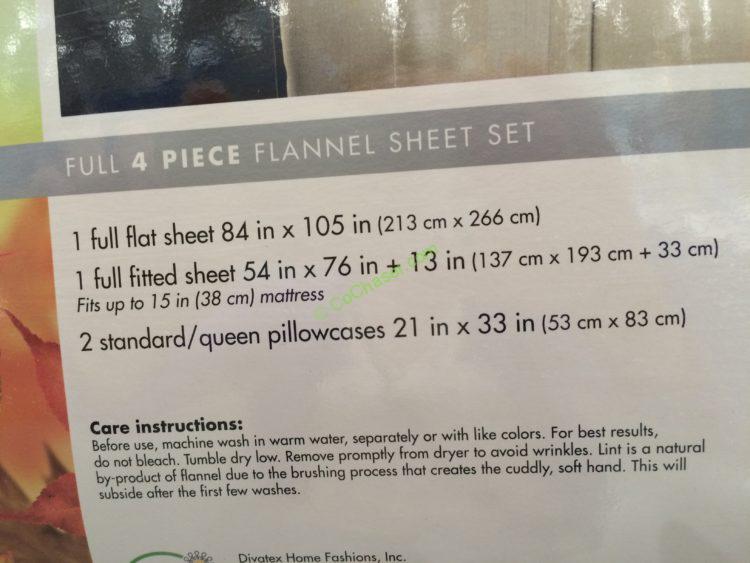 FULL 4 PIECE FLANNEL SHEET SET
1 full flat sheet 84 in x 105 in (213 cm x 266 cm)
1 full fitted sheet 54 in x 76 in + 13 in (137 cm x 193 cm + 33 cm)
Fits up to 15 in (38 cm) mattress
© CoChaser.com
2 standard/queen pillowcases 21 in x 33 in (53 cm x 83 cm)
Care instructions:
Before use, machine wash in warm water, separately or with like colors. For best results,
do not bleach. Tumble dry low. Remove promptly from dryer to avoid wrinkles. Lint is a natural
by-product of flannel due to the brushing process that creates the cuddly, soft hand. This will
subside after the first few washes.
Divatex Home Fashions, Inc.